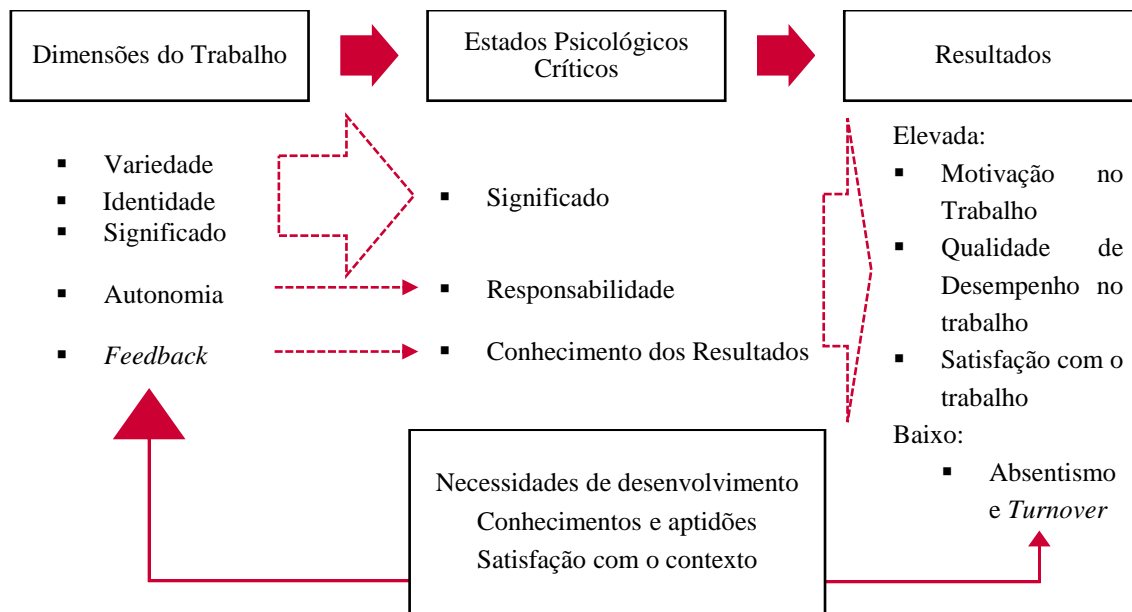 Dimensões do Trabalho
Estados Psicológicos
Críticos
Resultados
▪ Variedade
▪ Identidade
▪ Significado
▪ Autonomia
▪ Feedback
▪ Significado
▪ Responsabilidade
▪ Conhecimento dos Resultados
Elevada:
▪ Motivação no
Trabalho
▪ Qualidade de
Desempenho no
trabalho
▪ Satisfação com o
trabalho
Baixo:
▪ Absentismo
e Turnover
Necessidades de desenvolvimento
Conhecimentos e aptidões
Satisfação com o contexto